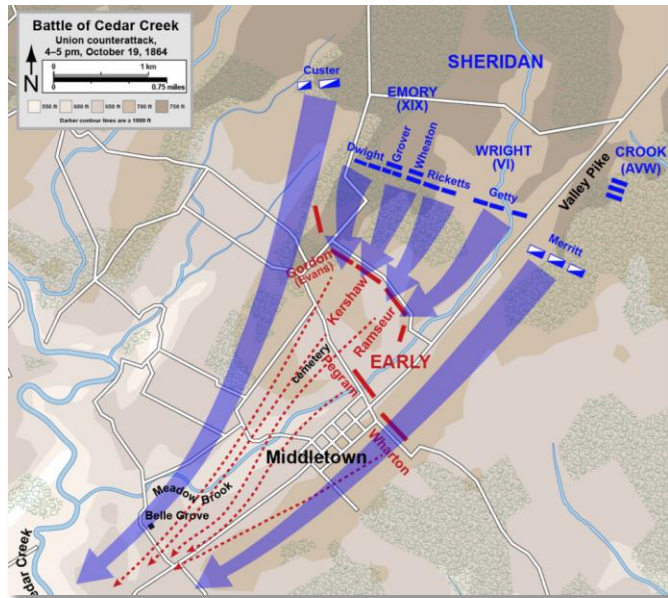 Battle of Cedar Creek
Union counterattack,
4–5 pm, October 19, 1864
N
0 1 km
0 0.75 miles
550 ft 600 ft 650 ft 700 ft 750 ft
Darker contour lines are ≥ 1000 ft
Custer
SHERIDAN
EMORY
(XIX)
Dwight
Grover
Wheaton
Ricketts
WRIGHT
(VI)
Getty
Valley Pike
CROOK
(AVW)
Merritt
Gordon
(Evans)
Kershaw
Ramseur
EARLY
cemetery
Pegram
Wharton
Middletown
Meadow Brook
Belle Grove
edar Creek